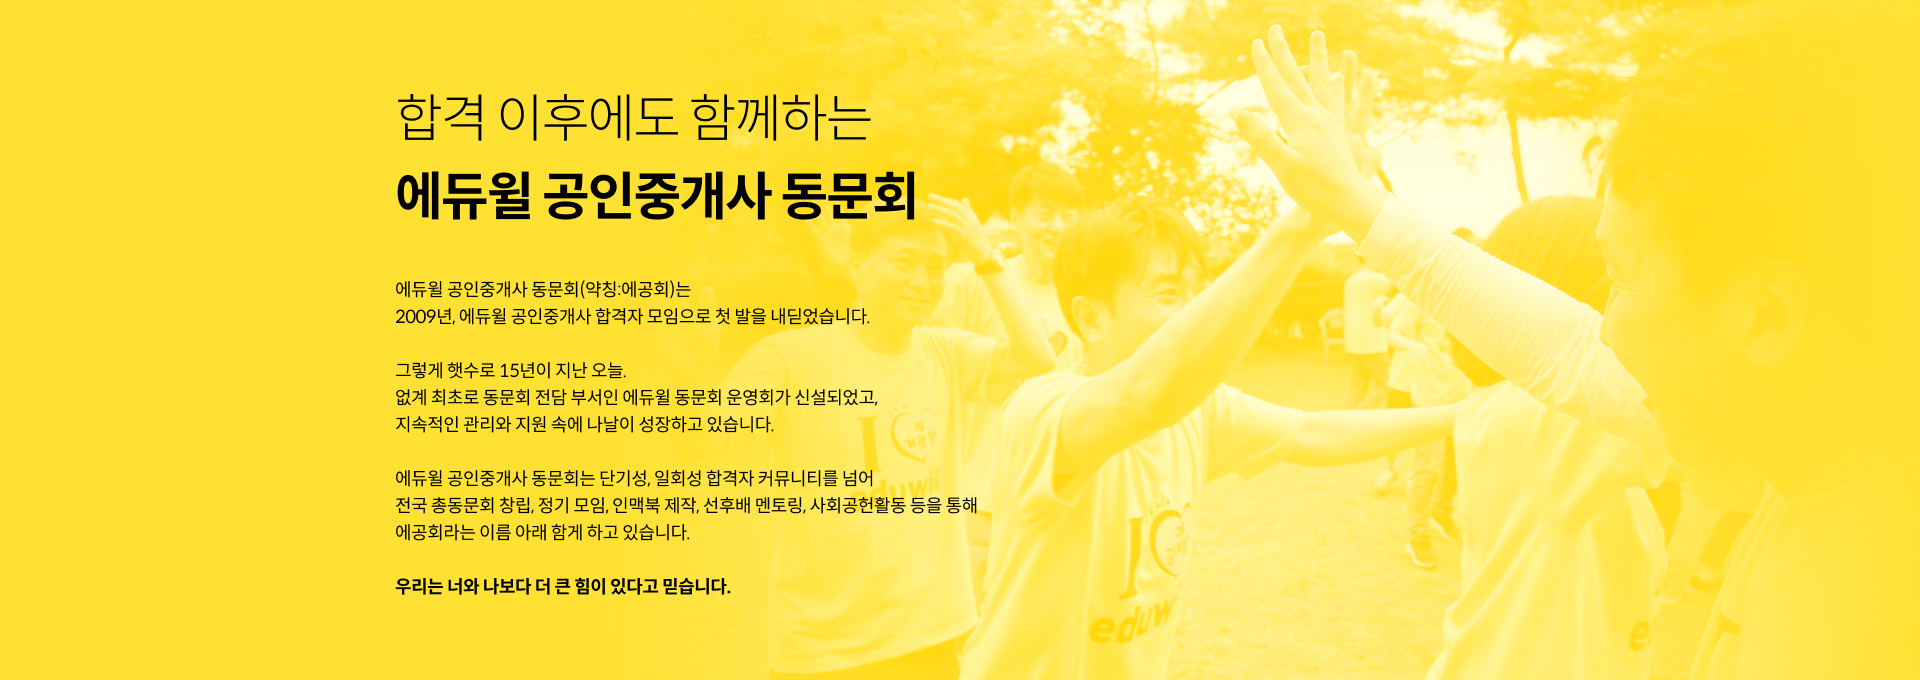 합격 이후에도 함께하는
에듀윌 공인중개사 동문회
에듀윌 공인중개사 동문회(약칭:에공회)는
2009년, 에듀윌 공인중개사 합격자 모임으로 첫 발을 내딛었습니다.
그렇게 햇수로 15년이 지난 오늘.
없계 최초로 동문회 전담 부서인 에듀윌 동문회 운영회가 신설되었고,
지속적인 관리와 지원 속에 나날이 성장하고 있습니다.
에듀윌 공인중개사 동문회는 단기성, 일회성 합격자 커뮤니티를 넘어
전국 총동문회 창립, 정기 모임, 인맥북 제작, 선후배 멘토링, 사회공헌활동 등을 통해
에공회라는 이름 아래 함게 하고 있습니다.
우리는 너와 나보다 더 큰 힘이 있다고 믿습니다.
I
eduwil
I
eduw
e